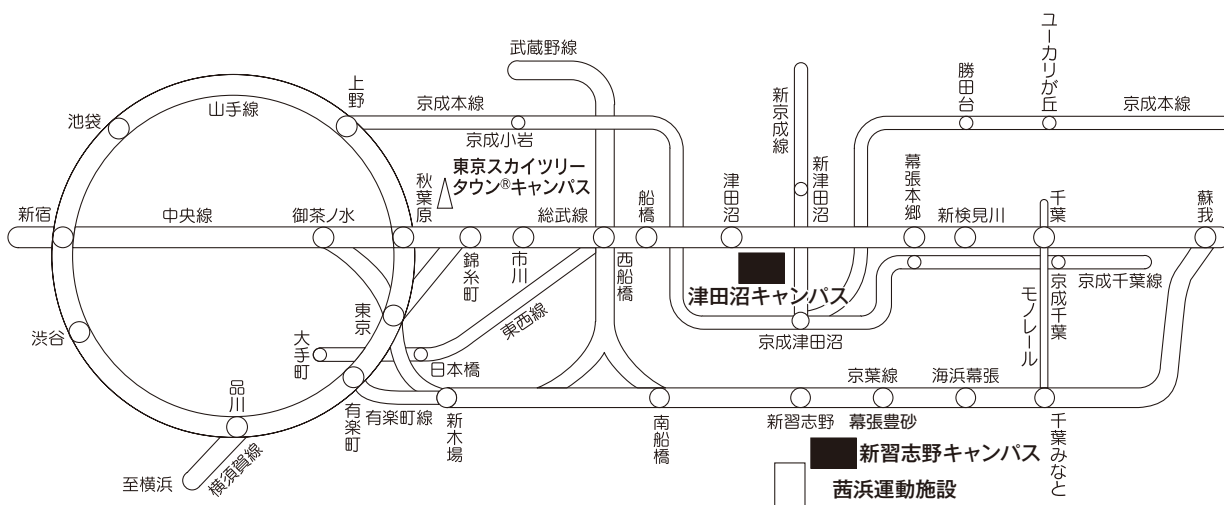 武蔵野線
ユーカリが丘
上野
京成本線
勝田台
京成本線
山手線
池袋
新京成線
京成小岩
東京スカイツリー
タウン®キャンパス
秋葉原
新津田沼
幕張本郷
船橋
津田沼
千葉
蘇我
新宿
中央線
御茶ノ水
総武線
新検見川
錦糸町
市川
西船橋
津田沼キャンパス
京成千葉
京成千葉線
モノレール
東京
東西線
渋谷
大手町
京成津田沼
日本橋
品川
京葉線
海浜幕張
有楽町
有楽町線
新木場
南船橋
新習志野
幕張豊砂
千葉みなと
横須賀線
至横浜
新習志野キャンパス
茜浜運動施設